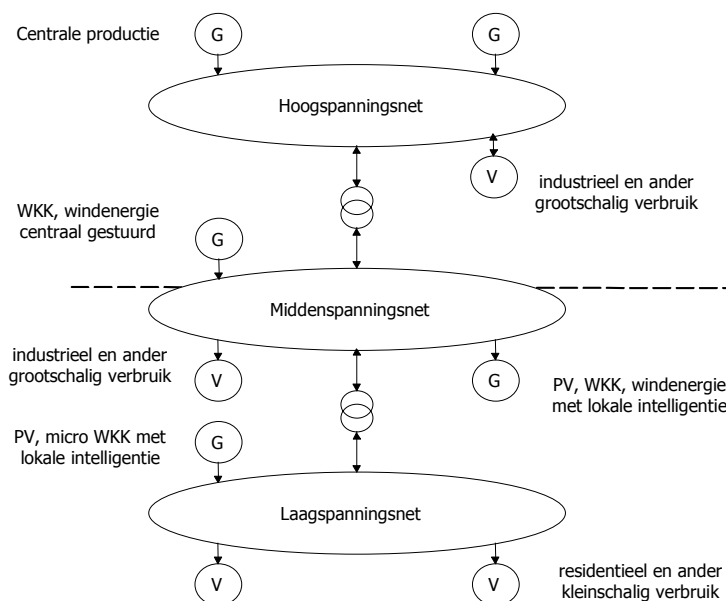 Centrale productie
G
G
Hoogspanningsnet
V
industrieel en ander
grootschalig verbruik
WKK, windenergie
centraal gestuurd
G
Middenspanningsnet
industrieel en ander
grootschalig verbruik
V
G
PV, WKK, windenergie
met lokale intelligentie
PV, micro WKK met
lokale intelligentie
G
Laagspanningsnet
V
V
residentieel en ander
kleinschalig verbruik